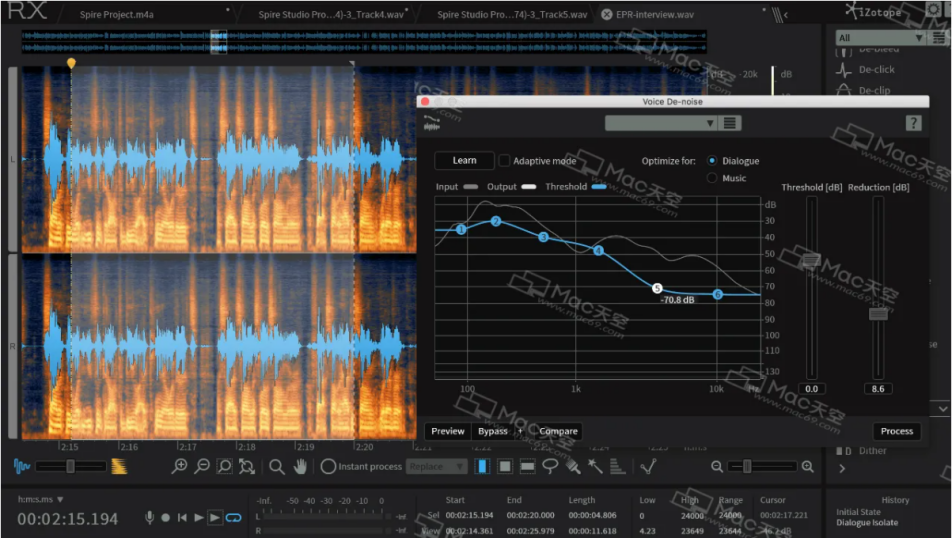 RX
Spire Project.m4a
Spire Studio Pro...4)-3_Track4.wav
Spire Studio Pro...74)-3_Track5.wav
EPR-interview.wav
iZotope
All
De-bleed
De-click
De-clip
-20k
dB
Voice De-noise
?
Learn
Adaptive mode
Optimize for:
Dialogue
Music
Input
Output
Threshold
Threshold [dB]
Reduction [dB]
dB
30
40
50
60
70
80
90
100
110
130
1
2
3
4
5
6
-70.8 dB
100
1k
10k
Hz
0.0
8.6
Preview
Bypass
+
Compare
Process
L
R
2:15
2:16
2:17
2:18
2:19
2:20
Instant process
Replace
Dither
h:m:s.ms
00:02:15.194
-Inf.
-50
-40
-30
-20
-10
0
L
R
-Inf
-Inf
Start
End
Length
Low
High
Range
Cursor
Sel
00:02:15.194
00:02:20.000
00:00:04.806
0
24000
24000
00:02:17.221
View
00:02:14.361
00:02:25.979
00:00:11.618
4.23
23649
23644
-46.2 dB
History
Initial State
Dialogue Isolate
Mac天空
www.mac69.com